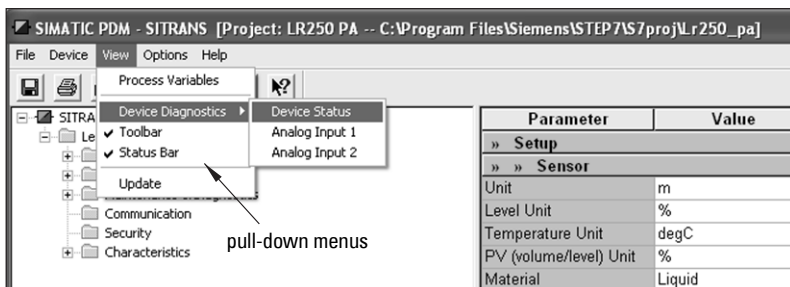 SIMATIC PDM - SITRANS [Project: LR250 PA -- C:\Program Files\Siemens\STEP7\S7proj\Lr250_pa]
File Device View Options Help
Process Variables
Device Diagnostics
Toolbar
Status Bar
Update
Device Status
Analog Input 1
Analog Input 2
SITRA
Le
Communication
Security
Characteristics
pull-down menus
Parameter Value
» Setup
» » Sensor
Unit m
Level Unit %
Temperature Unit degC
PV (volume/level) Unit %
Material Liquid